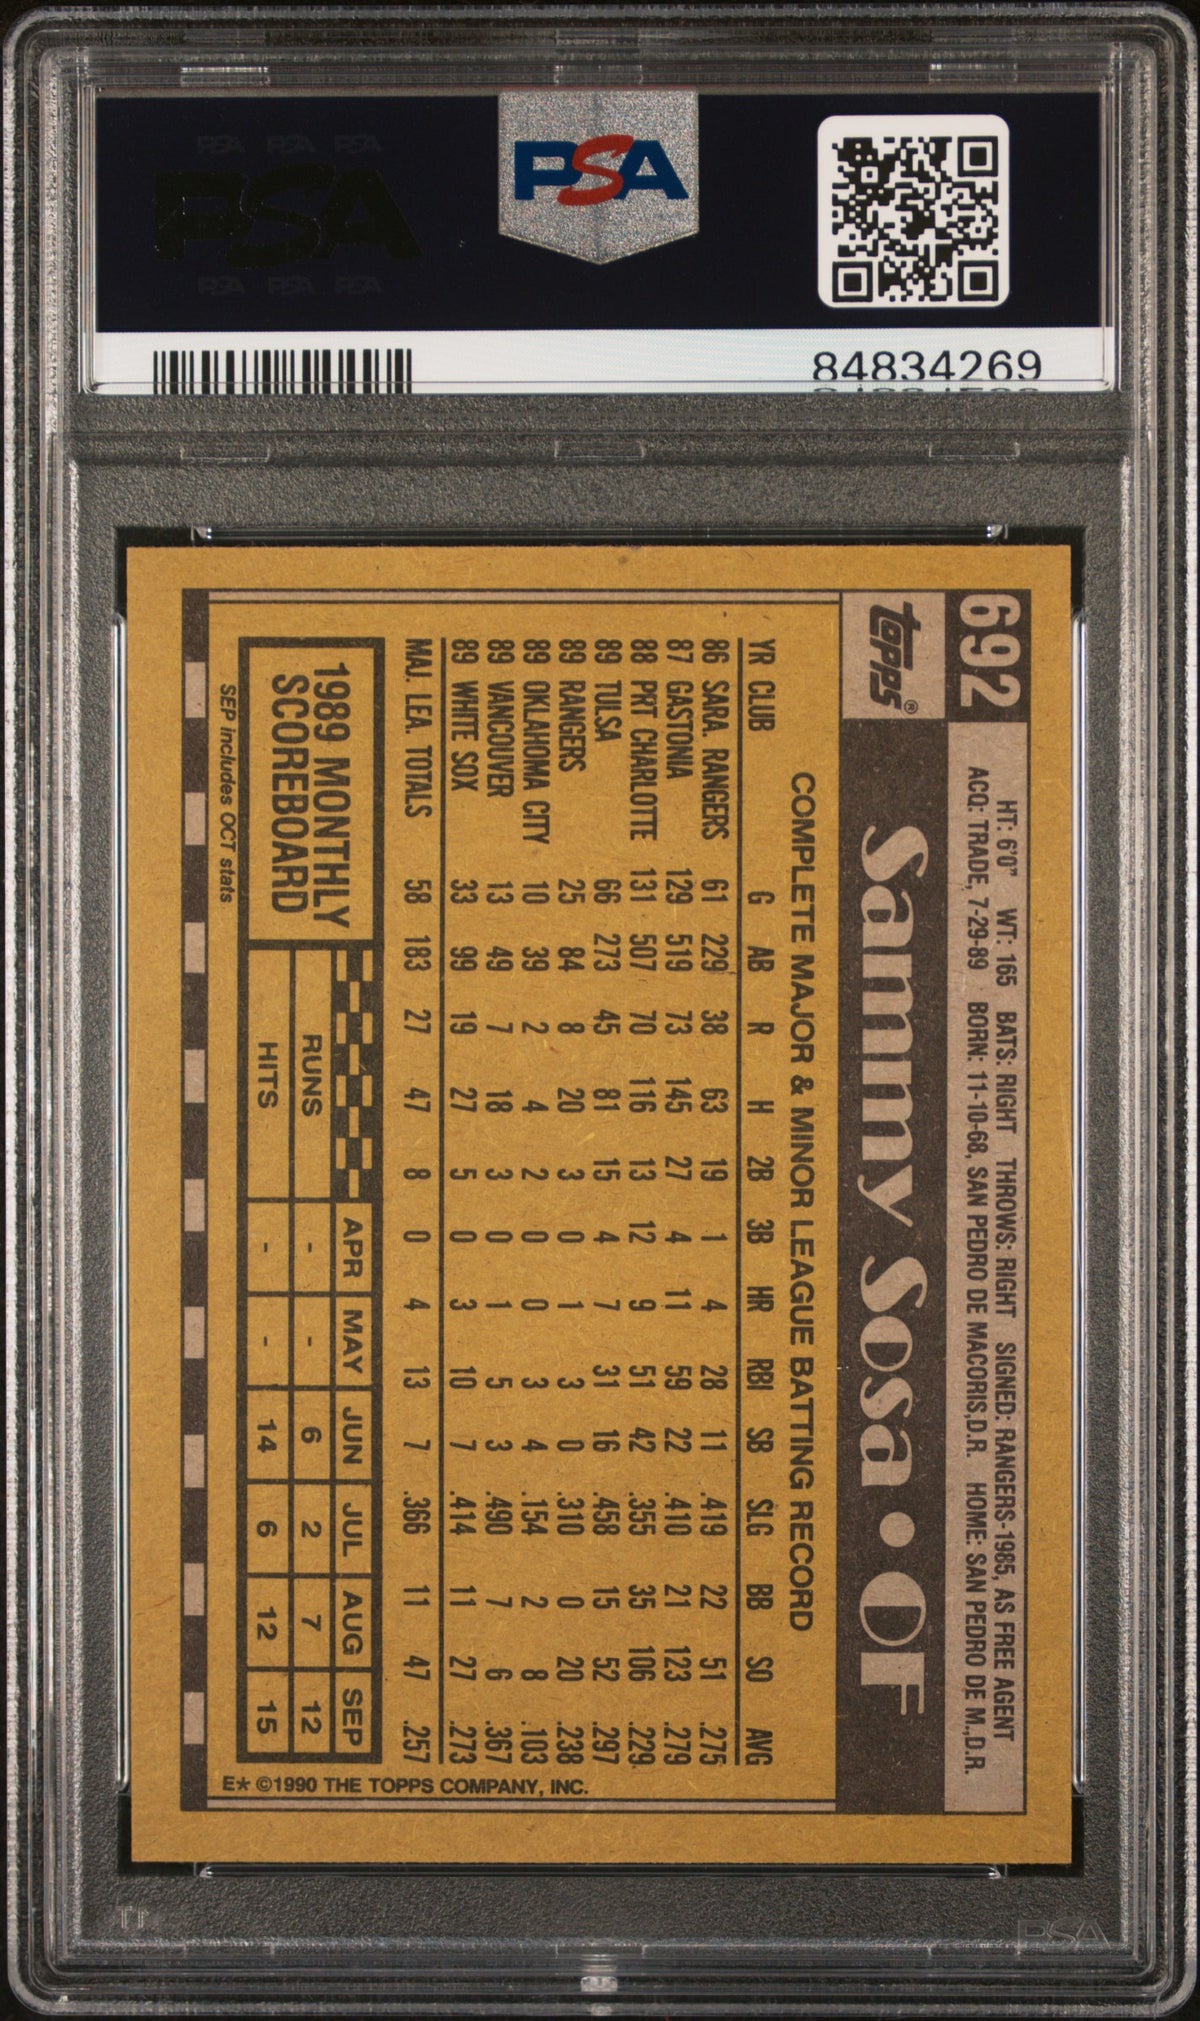 PSA PSA PSA
PSA
PSA PSA PSA
PSA
84834269
692
HT: 6'0" WT: 165 BATS: RIGHT THROWS: RIGHT SIGNED: RANGERS-1985, AS FREE AGENT
ACQ: TRADE, 7-29-89 BORN: 11-10-68, SAN PEDRO DE MACORIS,D.R. HOME: SAN PEDRO DE M.,D.R.
TOPPS®
Sammy Sosa • OF
COMPLETE MAJOR & MINOR LEAGUE BATTING RECORD
YR CLUB G AB R H 2B 3B HR RBI SB SLG BB SO AVG
86 SARA. RANGERS 61 229 38 63 19 1 4 28 11 .419 22 51 .275
87 GASTONIA 129 519 73 145 27 4 11 59 22 .410 21 123 .279
88 PRT CHARLOTTE 131 507 70 116 13 12 9 51 42 .355 35 106 .229
89 TULSA 66 273 45 81 15 4 7 31 16 .458 15 52 .297
89 RANGERS 25 84 8 20 3 0 1 3 0 .310 0 20 .238
89 OKLAHOMA CITY 10 39 2 4 2 0 0 3 4 .154 2 8 .103
89 VANCOUVER 13 49 7 18 3 0 1 5 3 .490 7 6 .367
89 WHITE SOX 33 99 19 27 5 0 3 10 7 .414 11 27 .273
MAJ. LEA. TOTALS 58 183 27 47 8 0 4 13 7 .366 11 47 .257
1989 MONTHLY
SCOREBOARD
APR MAY JUN JUL AUG SEP
RUNS - - 6 2 7 12
HITS - - 14 6 12 15
SEP includes OCT stats
E* ©1990 THE TOPPS COMPANY, INC.
PSA